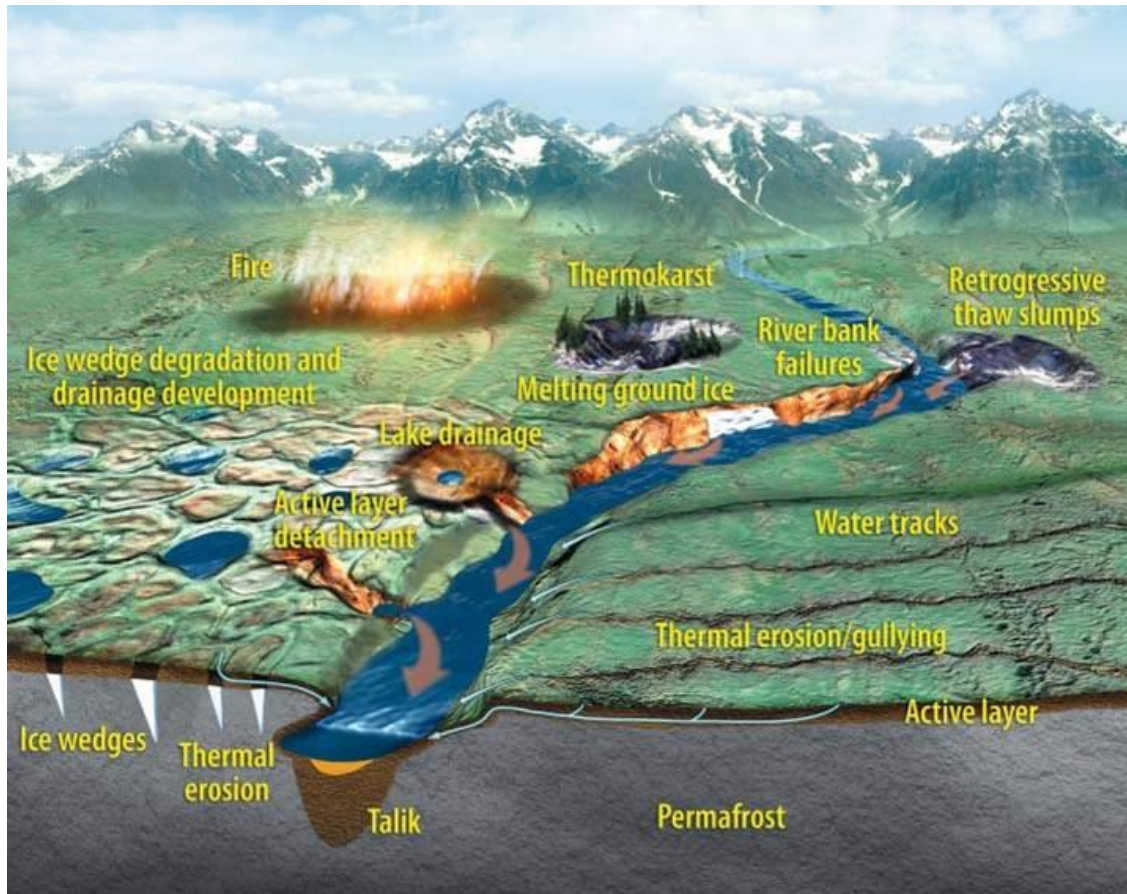 Fire
Thermokarst
Retrogressive
thaw slumps
River bank
failures
Ice wedge degradation and
drainage development
Melting ground ice
Lake drainage
Active layer
detachment
Water tracks
Thermal erosion/gullying
Active layer
Ice wedges
Thermal
erosion
Talik
Permafrost